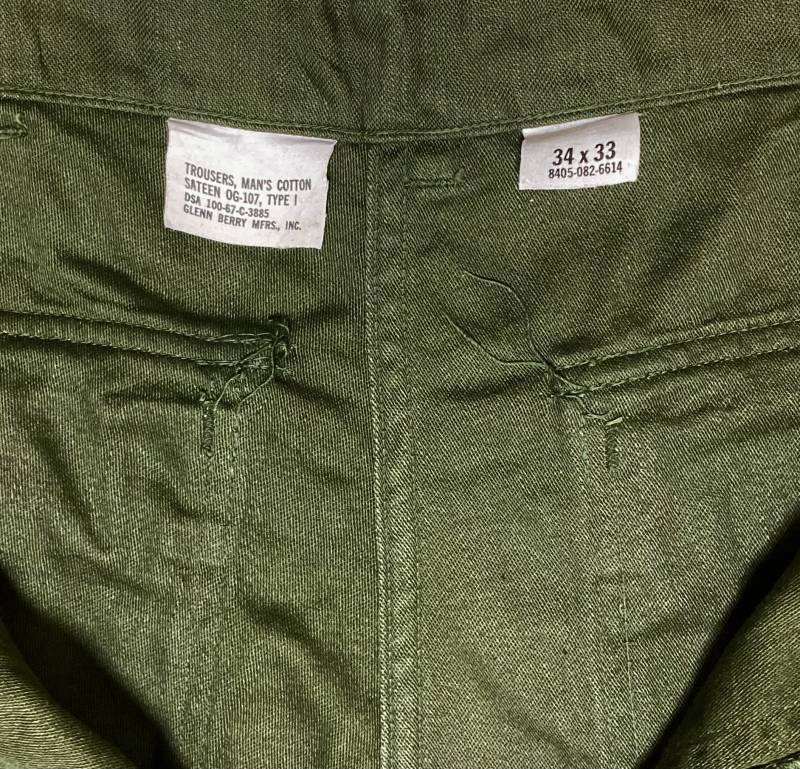 TROUSERS, MAN'S COTTON
SATEEN OG-107, TYPE I
DSA 100-67-C-3885
GLENN BERRY MFRS., INC.
34 x 33
8405-082-6614